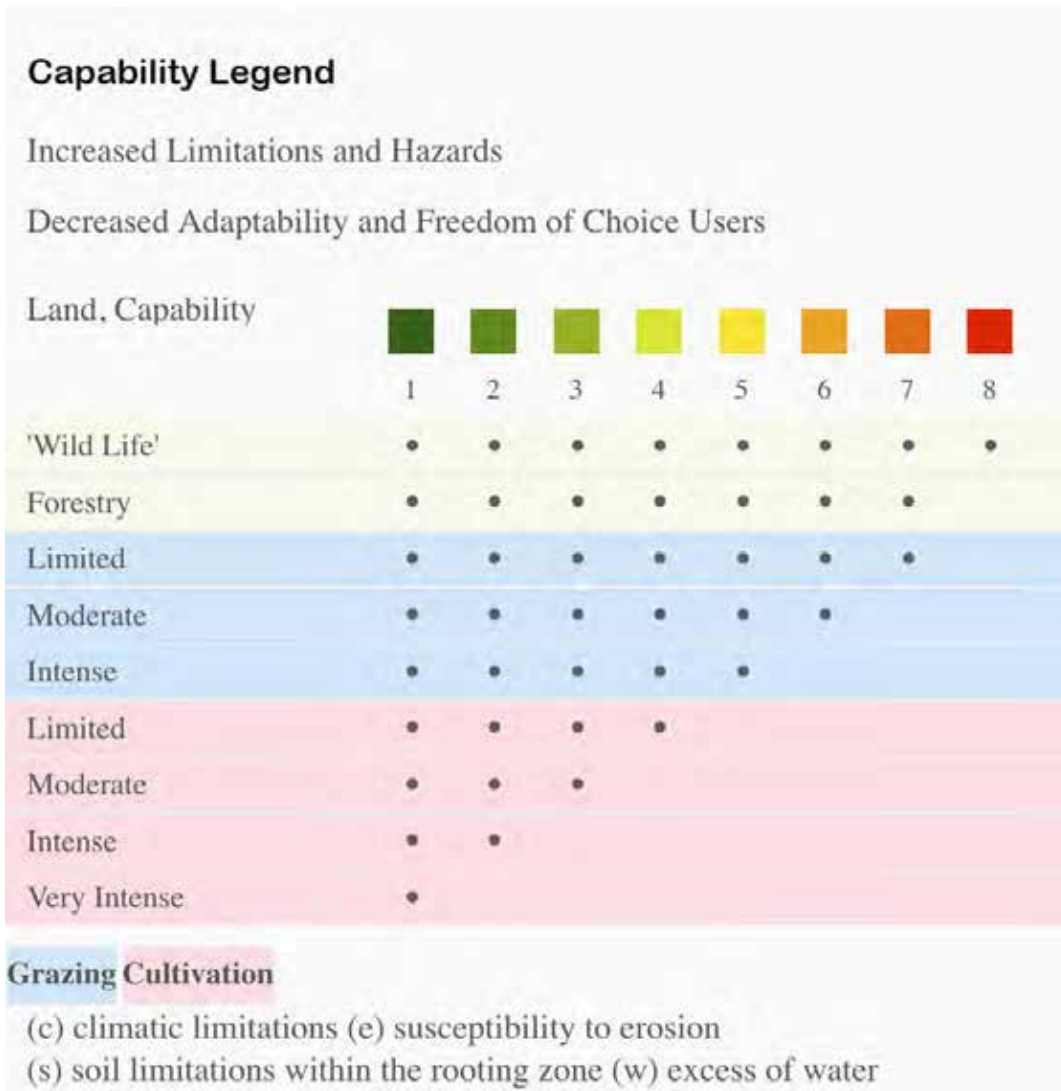 Capability Legend
Increased Limitations and Hazards
Decreased Adaptability and Freedom of Choice Users
Land, Capability
1 2 3 4 5 6 7 8
'Wild Life' • • • • • • • •
Forestry • • • • • • •
Limited • • • • • • •
Moderate • • • • • •
Intense • • • • •
Limited • • • •
Moderate • • •
Intense • •
Very Intense •
Grazing Cultivation
(c) climatic limitations (e) susceptibility to erosion
(s) soil limitations within the rooting zone (w) excess of water